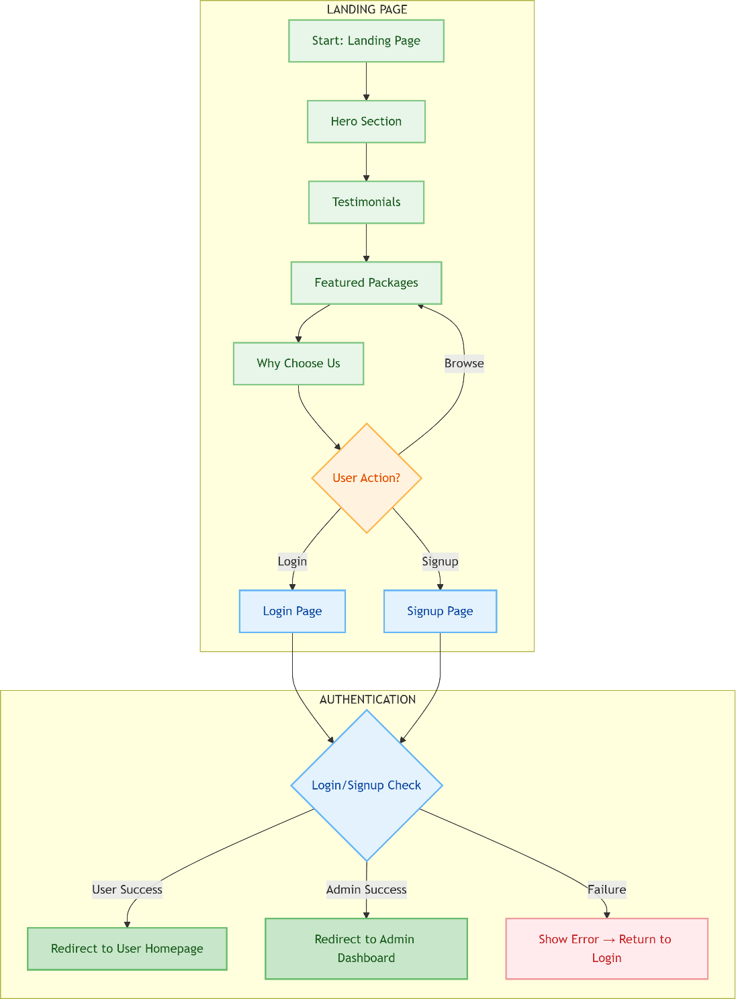 LANDING PAGE
Start: Landing Page
Hero Section
Testimonials
Featured Packages
Why Choose Us
Browse
User Action?
Login
Signup
Login Page
Signup Page
AUTHENTICATION
Login/Signup Check
User Success
Admin Success
Failure
Redirect to User Homepage
Redirect to Admin
Dashboard
Show Error → Return to
Login